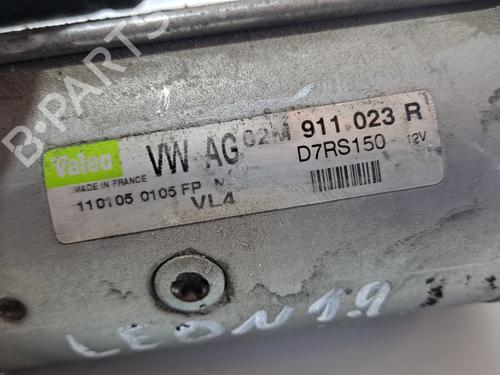 Valeo VW AG 02M 911 023 R
MADE IN FRANCE D7RS150 12V
110105 0105 FP
VL4
LEON 1.9
B-PARTS